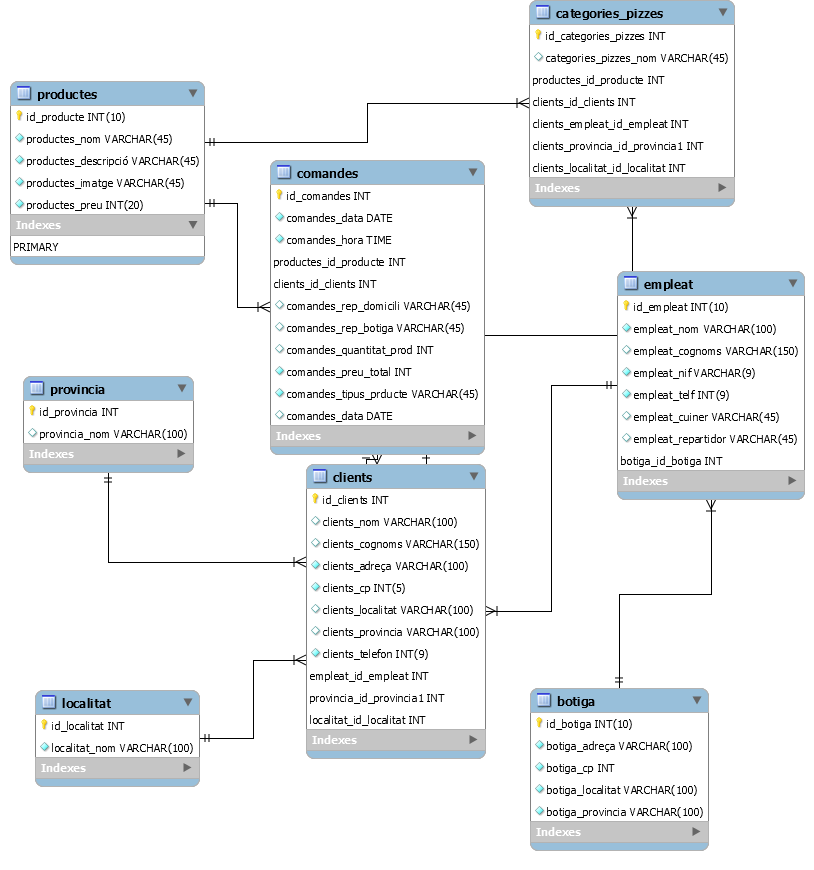 categories_pizzes
id_categories_pizzes INT
categories_pizzes_nom VARCHAR(45)
productes_id_producte INT
clients_id_clients INT
clients_empleat_id_empleat INT
clients_provincia_id_provincia1 INT
clients_localitat_id_localitat INT
Indexes
productes
id_producte INT(10)
productes_nom VARCHAR(45)
productes_descripció VARCHAR(45)
productes_imatge VARCHAR(45)
productes_preu INT(20)
Indexes
PRIMARY
comandes
id_comandes INT
comandes_data DATE
comandes_hora TIME
productes_id_producte INT
clients_id_clients INT
comandes_rep_domicili VARCHAR(45)
comandes_rep_botiga VARCHAR(45)
comandes_quantitat_prod INT
comandes_preu_total INT
comandes_tipus_prducte VARCHAR(45)
comandes_data DATE
Indexes
empleat
id_empleat INT(10)
empleat_nom VARCHAR(100)
empleat_cognoms VARCHAR(150)
empleat_nif VARCHAR(9)
empleat_telf INT(9)
empleat_cuiner VARCHAR(45)
empleat_repartidor VARCHAR(45)
botiga_id_botiga INT
Indexes
provincia
id_provincia INT
provincia_nom VARCHAR(100)
Indexes
clients
id_clients INT
clients_nom VARCHAR(100)
clients_cognoms VARCHAR(150)
clients_adreça VARCHAR(100)
clients_cp INT(5)
clients_localitat VARCHAR(100)
clients_provincia VARCHAR(100)
clients_telefon INT(9)
empleat_id_empleat INT
provincia_id_provincia1 INT
localitat_id_localitat INT
Indexes
localitat
id_localitat INT
localitat_nom VARCHAR(100)
Indexes
botiga
id_botiga INT(10)
botiga_adreça VARCHAR(100)
botiga_cp INT
botiga_localitat VARCHAR(100)
botiga_provincia VARCHAR(100)
Indexes